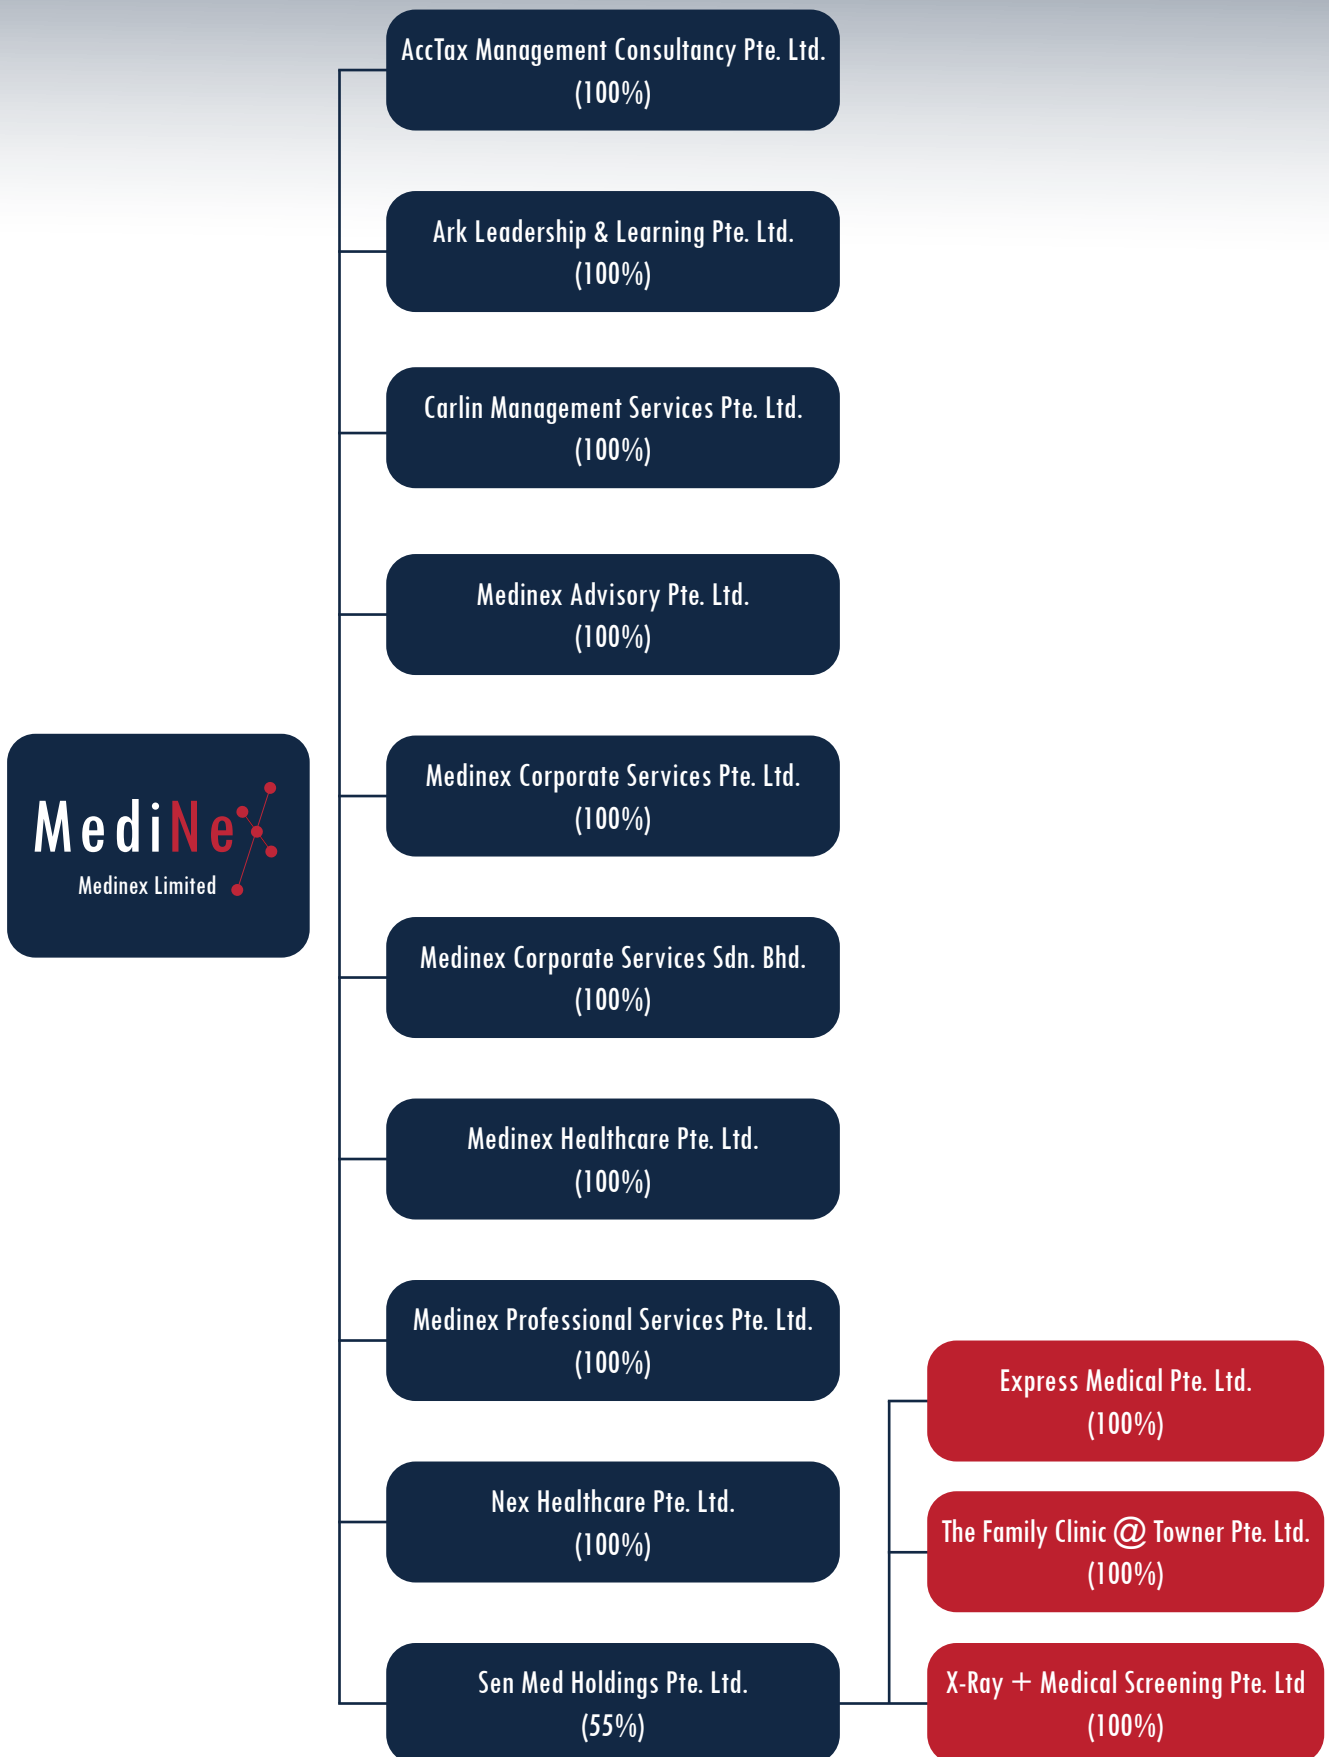 AccTax Management Consultancy Pte. Ltd.
(100%)
Ark Leadership & Learning Pte. Ltd.
(100%)
Carlin Management Services Pte. Ltd.
(100%)
Medinex Advisory Pte. Ltd.
(100%)
Medinex Corporate Services Pte. Ltd.
(100%)
MediNex
Medinex Limited
Medinex Corporate Services Sdn. Bhd.
(100%)
Medinex Healthcare Pte. Ltd.
(100%)
Medinex Professional Services Pte. Ltd.
(100%)
Nex Healthcare Pte. Ltd.
(100%)
Sen Med Holdings Pte. Ltd.
(55%)
Express Medical Pte. Ltd.
(100%)
The Family Clinic @ Towner Pte. Ltd.
(100%)
X-Ray + Medical Screening Pte. Ltd
(100%)